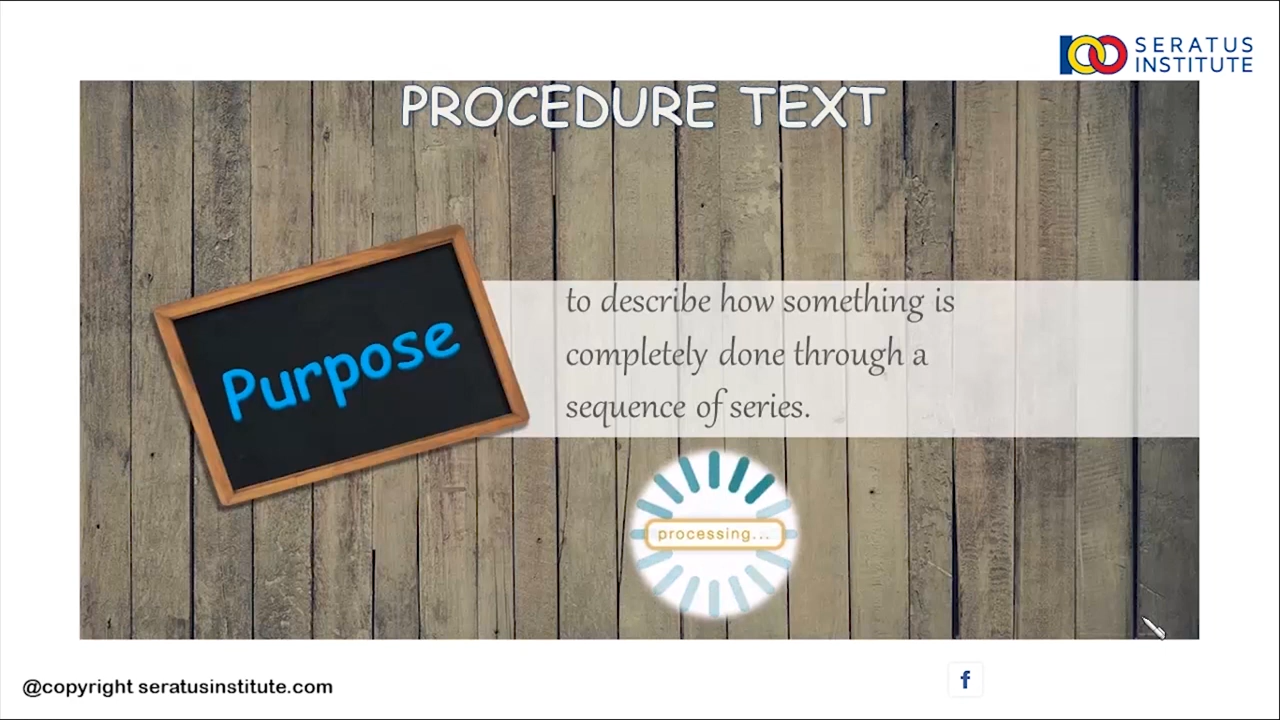 SERATUS
INSTITUTE
PROCEDURE TEXT
Purpose
to describe how something is
completely done through a
sequence of series.
processing...
@copyright seratusinstitute.com
f